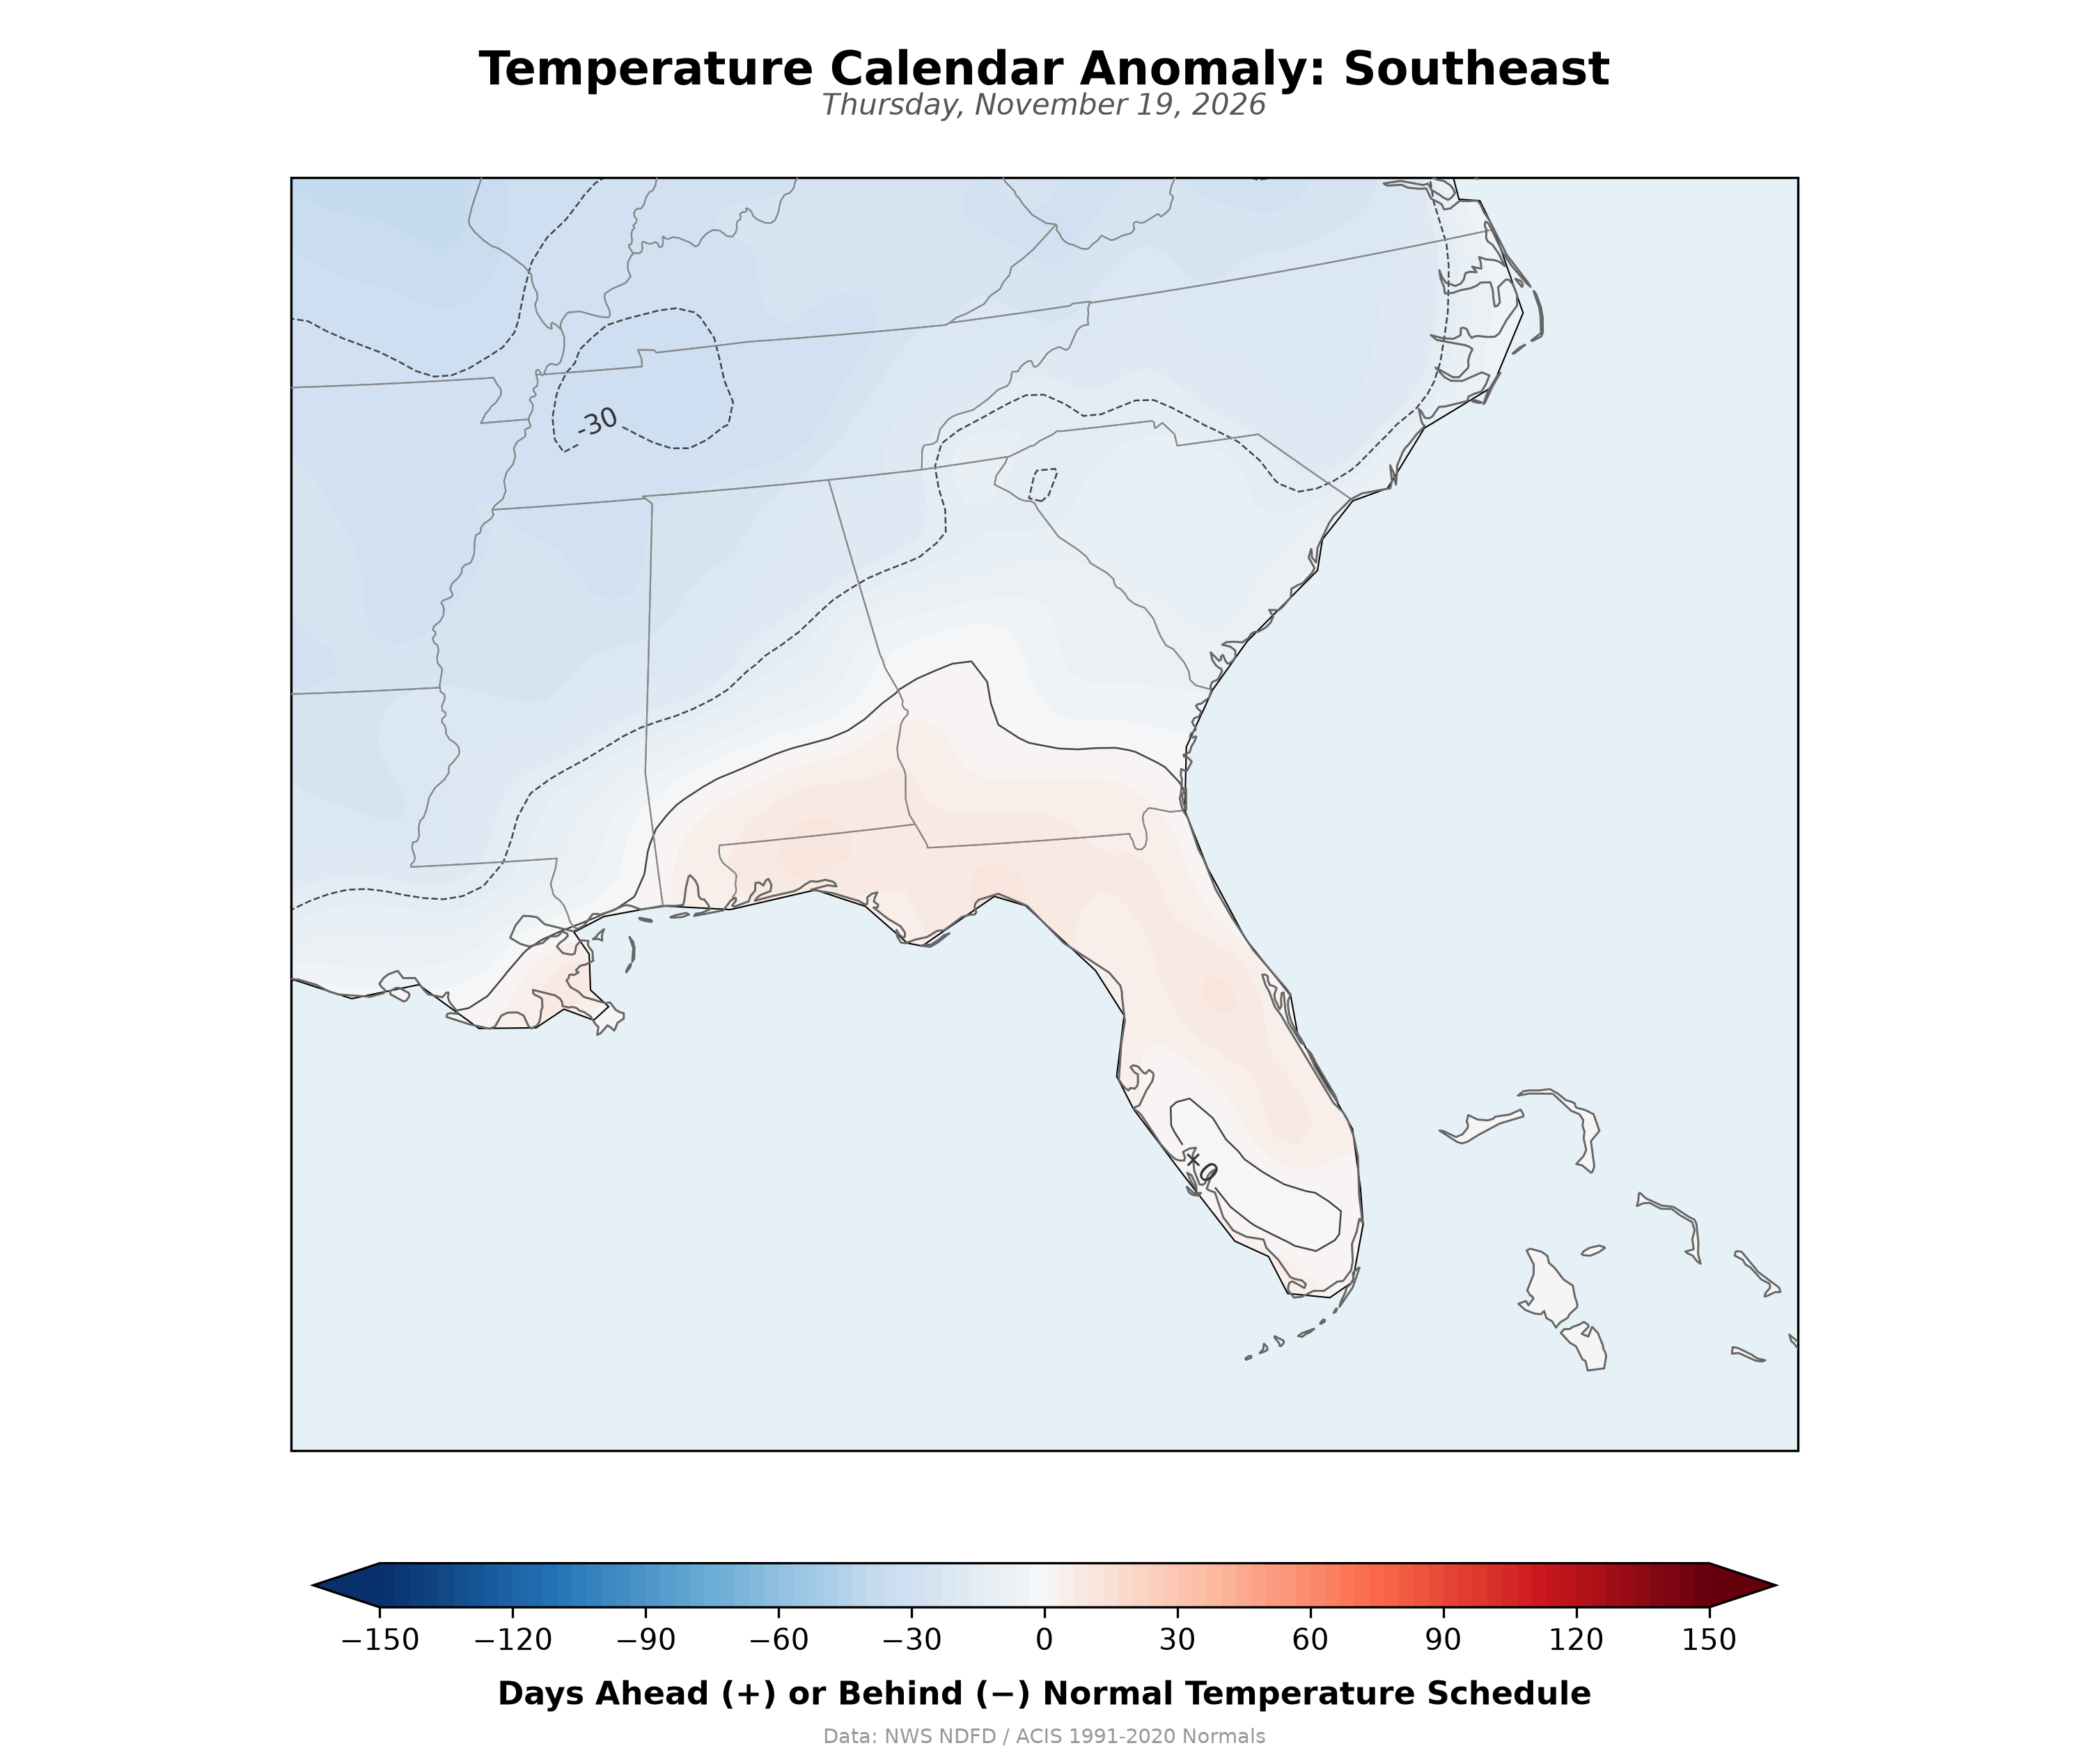 Temperature Calendar Anomaly: Southeast
Thursday, November 19, 2026
-30
0
−150 −120 −90 −60 −30 0 30 60 90 120 150
Days Ahead (+) or Behind (−) Normal Temperature Schedule
Data: NWS NDFD / ACIS 1991-2020 Normals